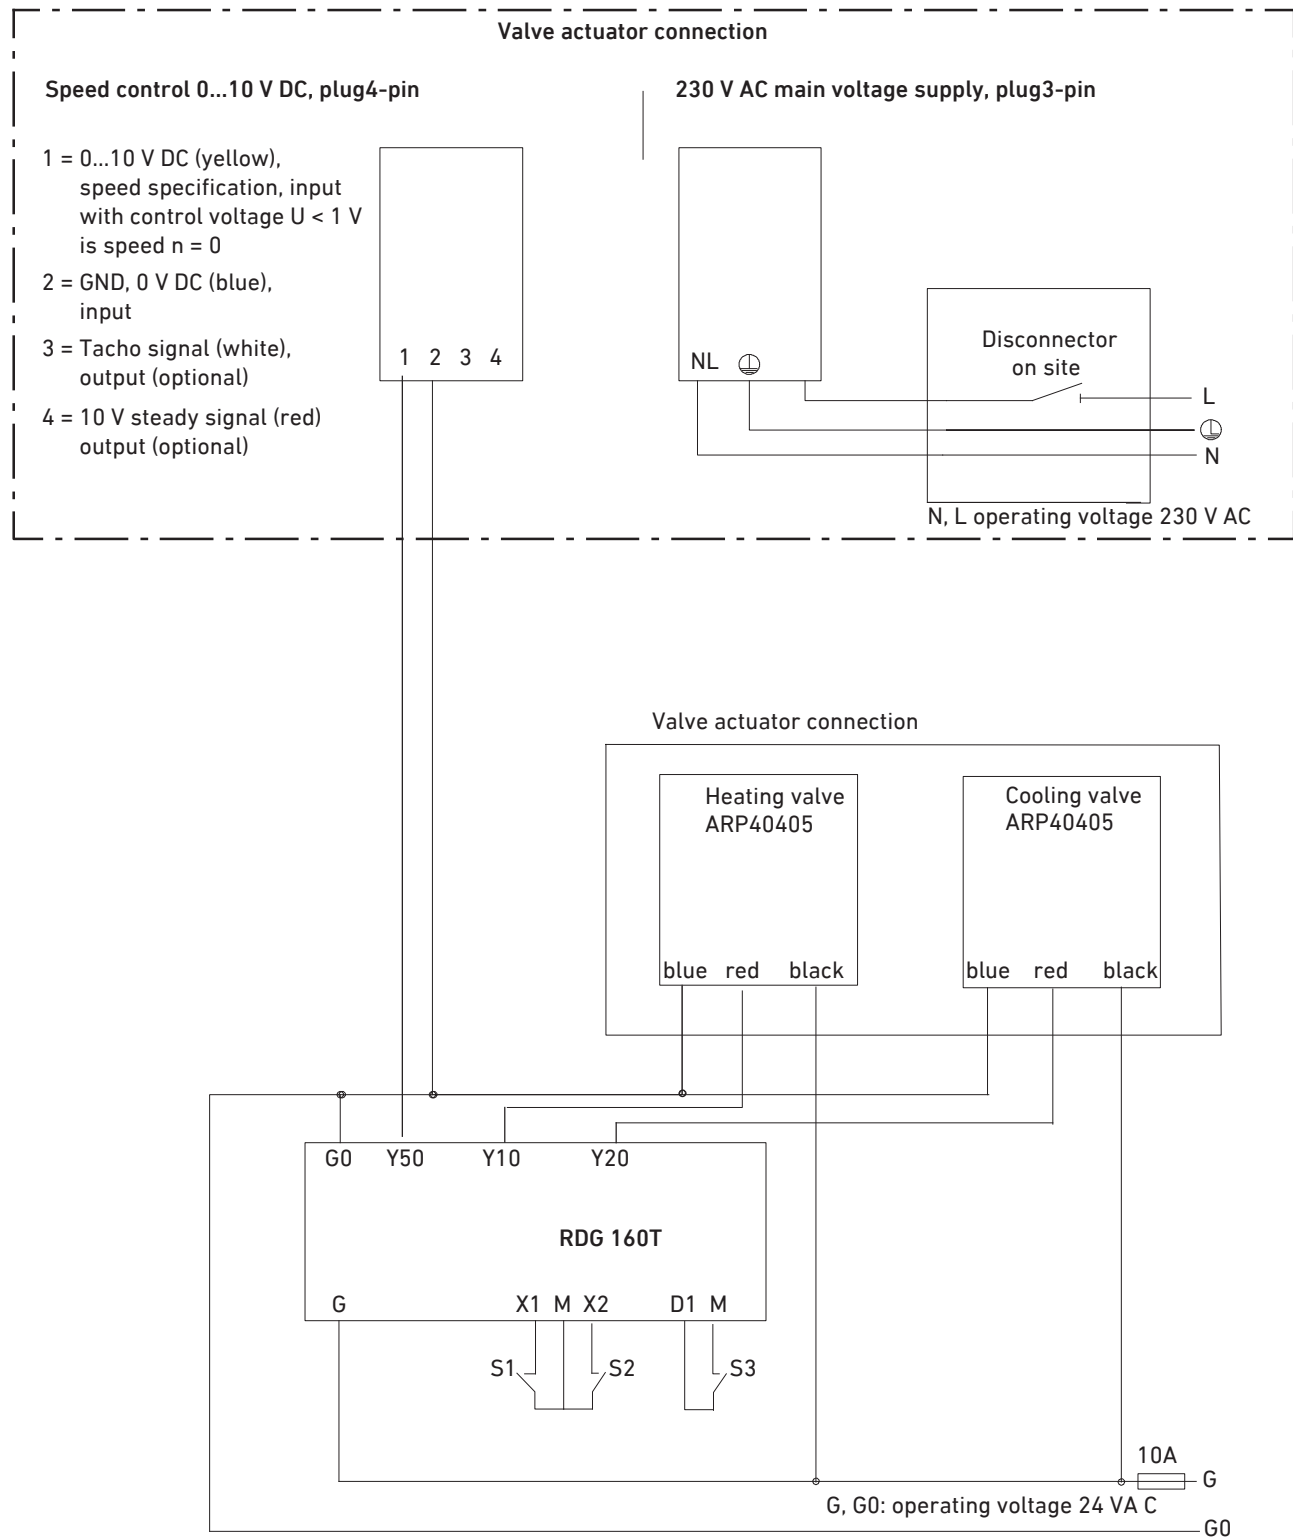 Valve actuator connection
Speed control 0...10 V DC, plug4-pin
230 V AC main voltage supply, plug3-pin
1 = 0...10 V DC (yellow),
speed specification, input
with control voltage U < 1 V
is speed n = 0
2 = GND, 0 V DC (blue),
input
3 = Tacho signal (white),
output (optional)
4 = 10 V steady signal (red)
output (optional)
1 2 3 4
NL
Disconnector
on site
L
N
N, L operating voltage 230 V AC
Valve actuator connection
Heating valve
ARP40405
blue red black
Cooling valve
ARP40405
blue red black
G0 Y50 Y10 Y20
RDG 160T
G X1 M X2 D1 M
S1 S2 S3
10A
G
G, G0: operating voltage 24 VA C
G0